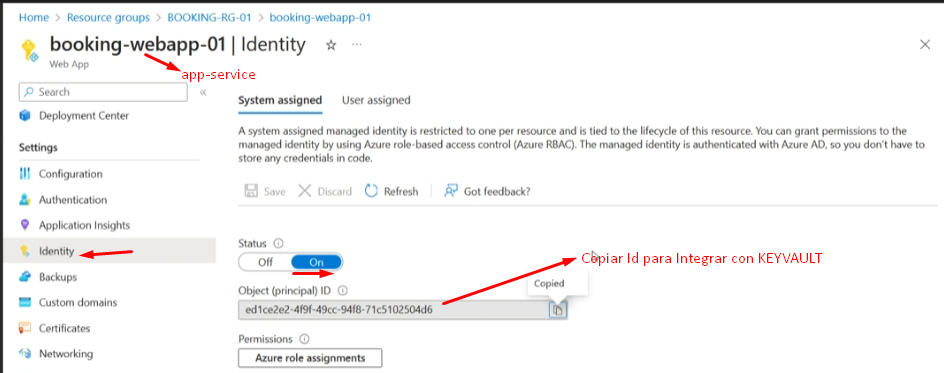 Home > Resource groups > BOOKING-RG-01 > booking-webapp-01
booking-webapp-01 | Identity
Web App
app-service
Search
Deployment Center
Settings
Configuration
Authentication
Application Insights
Identity
Backups
Custom domains
Certificates
Networking
System assigned User assigned
A system assigned managed identity is restricted to one per resource and is tied to the lifecycle of this resource. You can grant permissions to the
managed identity by using Azure role-based access control (Azure RBAC). The managed identity is authenticated with Azure AD, so you don't have to
store any credentials in code.
Save Discard Refresh Got feedback?
Status
Off On
Copiar Id para Integrar con KEYVAULT
Copied
Object (principal) ID
ed1ce2e2-4f9f-49cc-94f8-71c5102504d6
Permissions
Azure role assignments